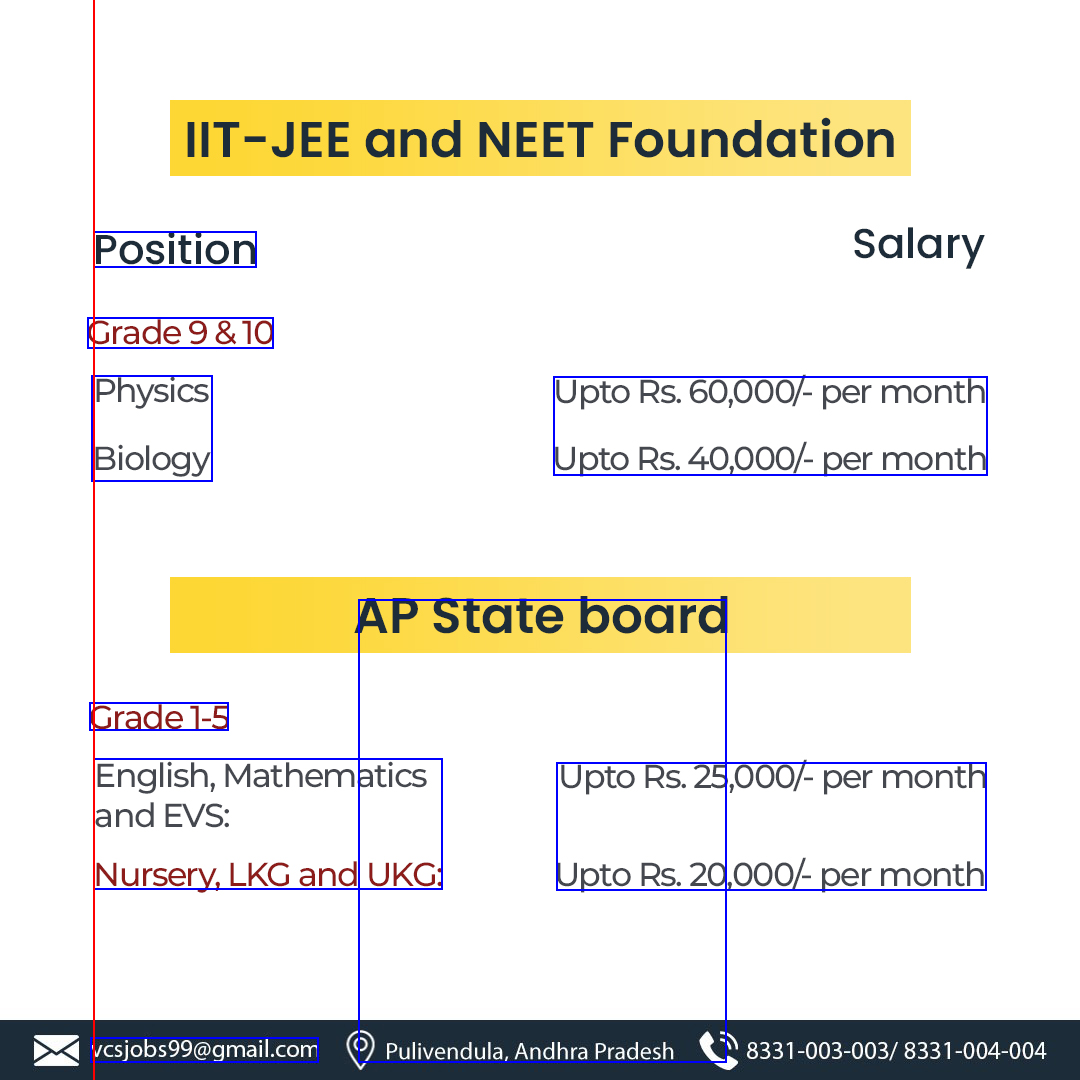 IIT-JEE and NEET Foundation
Position Salary
Grade 9 & 10
Physics Upto Rs. 60,000/- per month
Biology Upto Rs. 40,000/- per month
AP State board
Grade 1-5
English, Mathematics Upto Rs. 25,000/- per month
and EVS:
Nursery, LKG and UKG: Upto Rs. 20,000/- per month
vcsjobs99@gmail.com Pulivendula, Andhra Pradesh 8331-003-003/ 8331-004-004